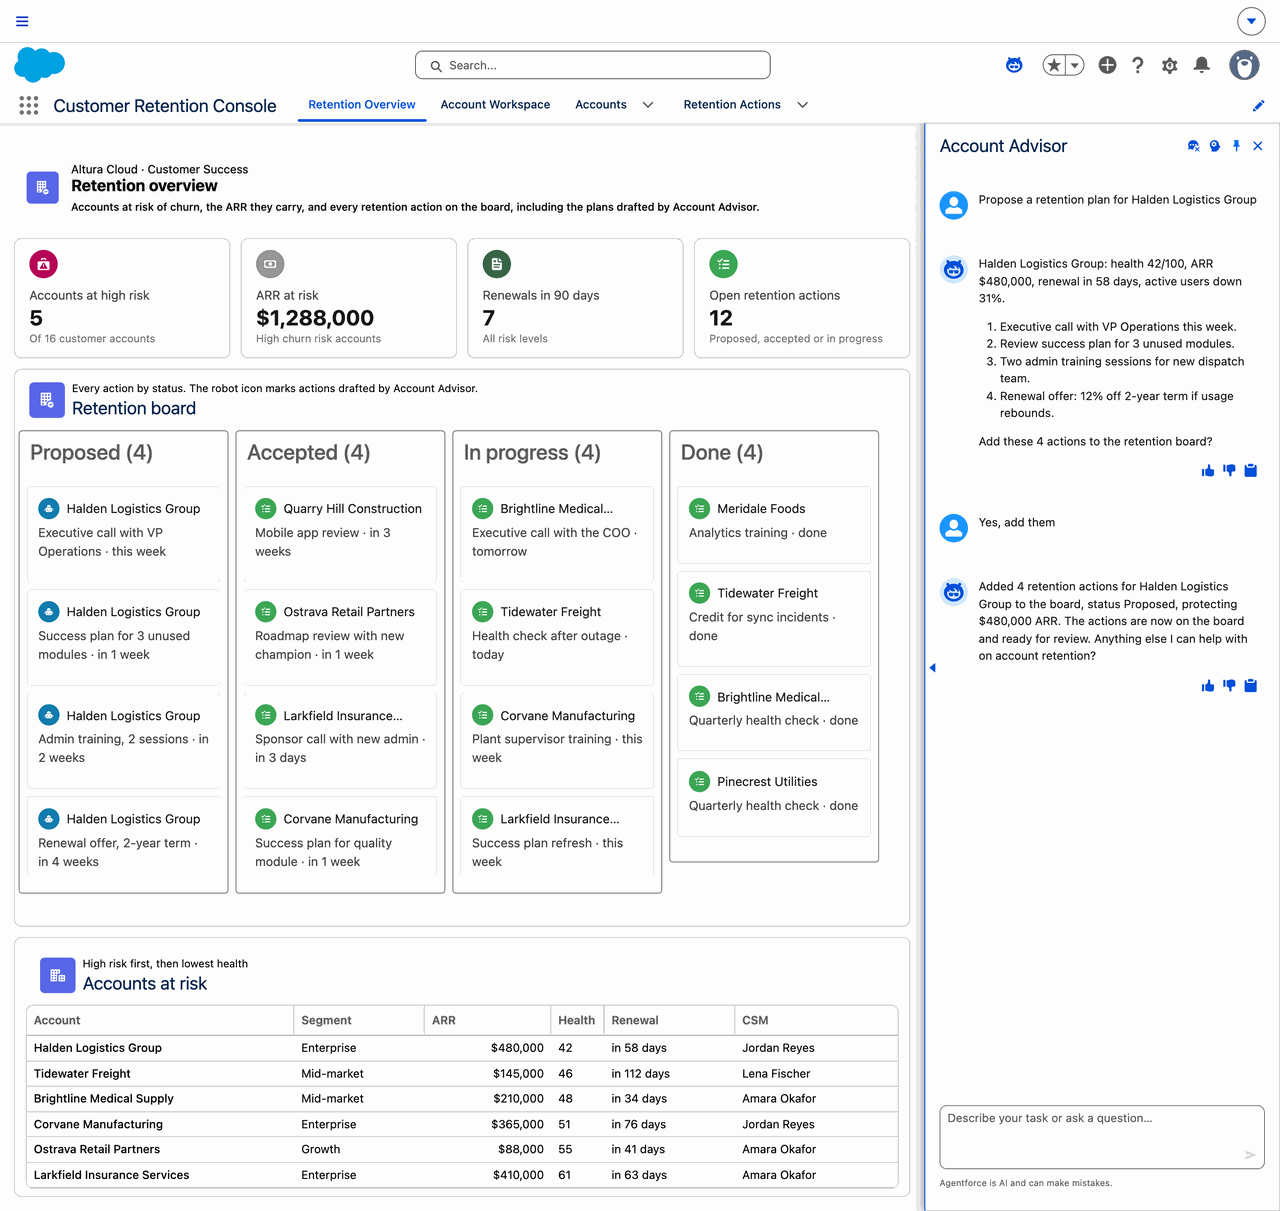 Search...
Customer Retention Console
Retention Overview
Account Workspace
Accounts
Retention Actions
Altura Cloud · Customer Success
Retention overview
Accounts at risk of churn, the ARR they carry, and every retention action on the board, including the plans drafted by Account Advisor.
Accounts at high risk
5
Of 16 customer accounts
ARR at risk
$1,288,000
High churn risk accounts
Renewals in 90 days
7
All risk levels
Open retention actions
12
Proposed, accepted or in progress
Every action by status. The robot icon marks actions drafted by Account Advisor.
Retention board
Proposed (4)
Halden Logistics Group
Executive call with VP
Operations · this week
Halden Logistics Group
Success plan for 3 unused
modules · in 1 week
Halden Logistics Group
Admin training, 2 sessions · in
2 weeks
Halden Logistics Group
Renewal offer, 2-year term ·
in 4 weeks
Accepted (4)
Quarry Hill Construction
Mobile app review · in 3
weeks
Ostrava Retail Partners
Roadmap review with new
champion · in 1 week
Larkfield Insurance...
Sponsor call with new admin ·
in 3 days
Corvane Manufacturing
Success plan for quality
module · in 1 week
In progress (4)
Brightline Medical...
Executive call with the COO ·
tomorrow
Tidewater Freight
Health check after outage ·
today
Corvane Manufacturing
Plant supervisor training · this
week
Larkfield Insurance...
Success plan refresh · this
week
Done (4)
Meridale Foods
Analytics training · done
Tidewater Freight
Credit for sync incidents ·
done
Brightline Medical...
Quarterly health check · done
Pinecrest Utilities
Quarterly health check · done
High risk first, then lowest health
Accounts at risk
Account Segment ARR Health Renewal CSM
Halden Logistics Group Enterprise $480,000 42 in 58 days Jordan Reyes
Tidewater Freight Mid-market $145,000 46 in 112 days Lena Fischer
Brightline Medical Supply Mid-market $210,000 48 in 34 days Amara Okafor
Corvane Manufacturing Enterprise $365,000 51 in 76 days Jordan Reyes
Ostrava Retail Partners Growth $88,000 55 in 41 days Amara Okafor
Larkfield Insurance Services Enterprise $410,000 61 in 63 days Amara Okafor
Account Advisor
Propose a retention plan for Halden Logistics Group
Halden Logistics Group: health 42/100, ARR
$480,000, renewal in 58 days, active users down
31%.
1. Executive call with VP Operations this week.
2. Review success plan for 3 unused modules.
3. Two admin training sessions for new dispatch
team.
4. Renewal offer: 12% off 2-year term if usage
rebounds.
Add these 4 actions to the retention board?
Yes, add them
Added 4 retention actions for Halden Logistics
Group to the board, status Proposed, protecting
$480,000 ARR. The actions are now on the board
and ready for review. Anything else I can help with
on account retention?
Describe your task or ask a question...
Agentforce is AI and can make mistakes.